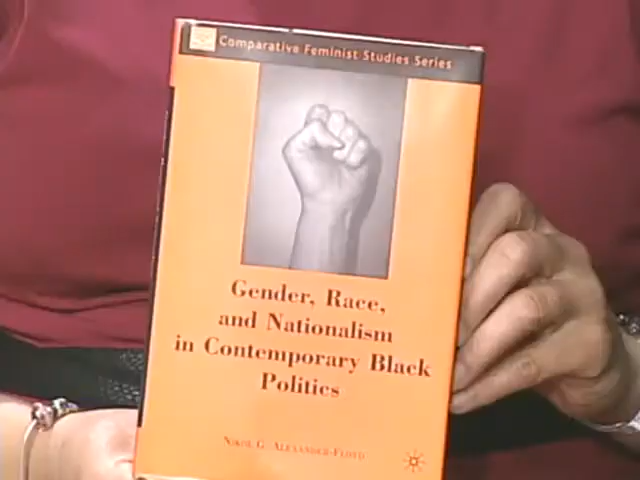 Comparative Feminist Studies Series
Gender, Race,
and Nationalism
in Contemporary Black
Politics
Nikol G. Alexander-Floyd